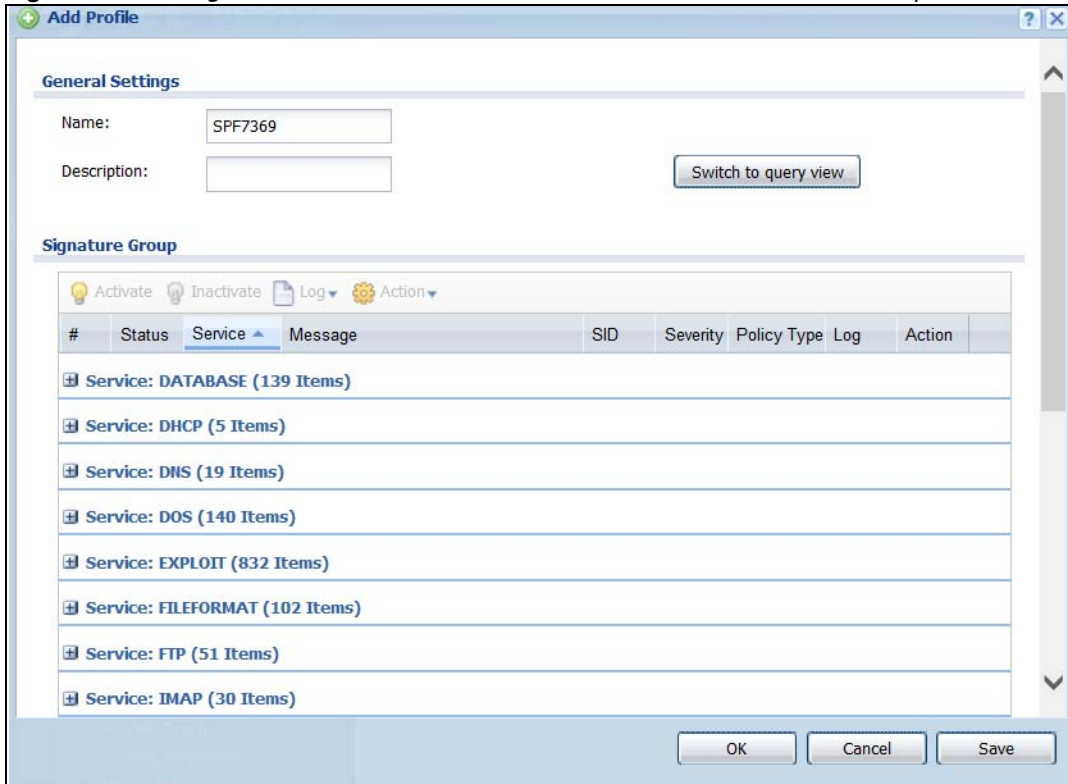 Add Profile
General Settings
Name: SPF7369
Description:
Switch to query view
Signature Group
Activate Inactivate Log Action
# Status Service Message SID Severity Policy Type Log Action
Service: DATABASE (139 Items)
Service: DHCP (5 Items)
Service: DNS (19 Items)
Service: DOS (140 Items)
Service: EXPLOIT (832 Items)
Service: FILEFORMAT (102 Items)
Service: FTP (51 Items)
Service: IMAP (30 Items)
OK Cancel Save